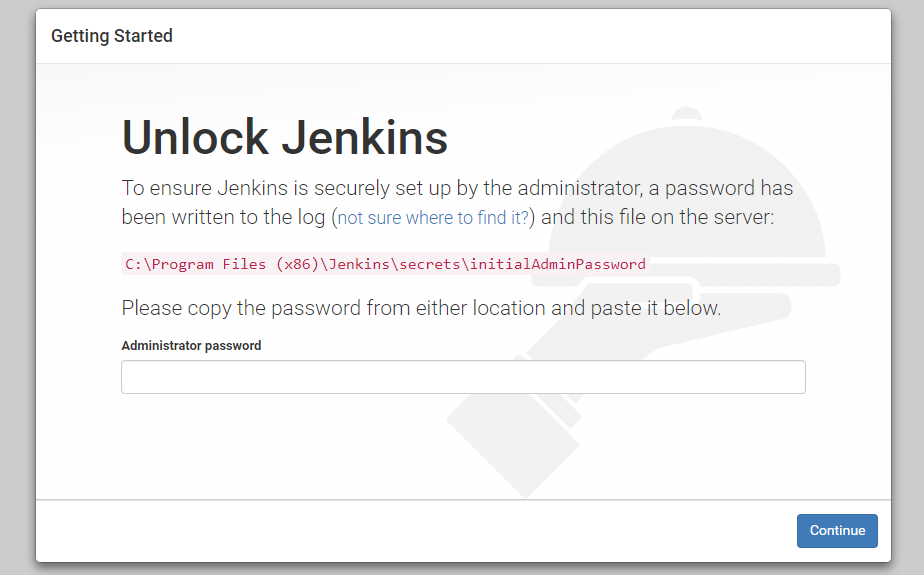 Getting Started
Unlock Jenkins
To ensure Jenkins is securely set up by the administrator, a password has
been written to the log (not sure where to find it?) and this file on the server:
C:\Program Files (x86)\Jenkins\secrets\initialAdminPassword
Please copy the password from either location and paste it below.
Administrator password
Continue